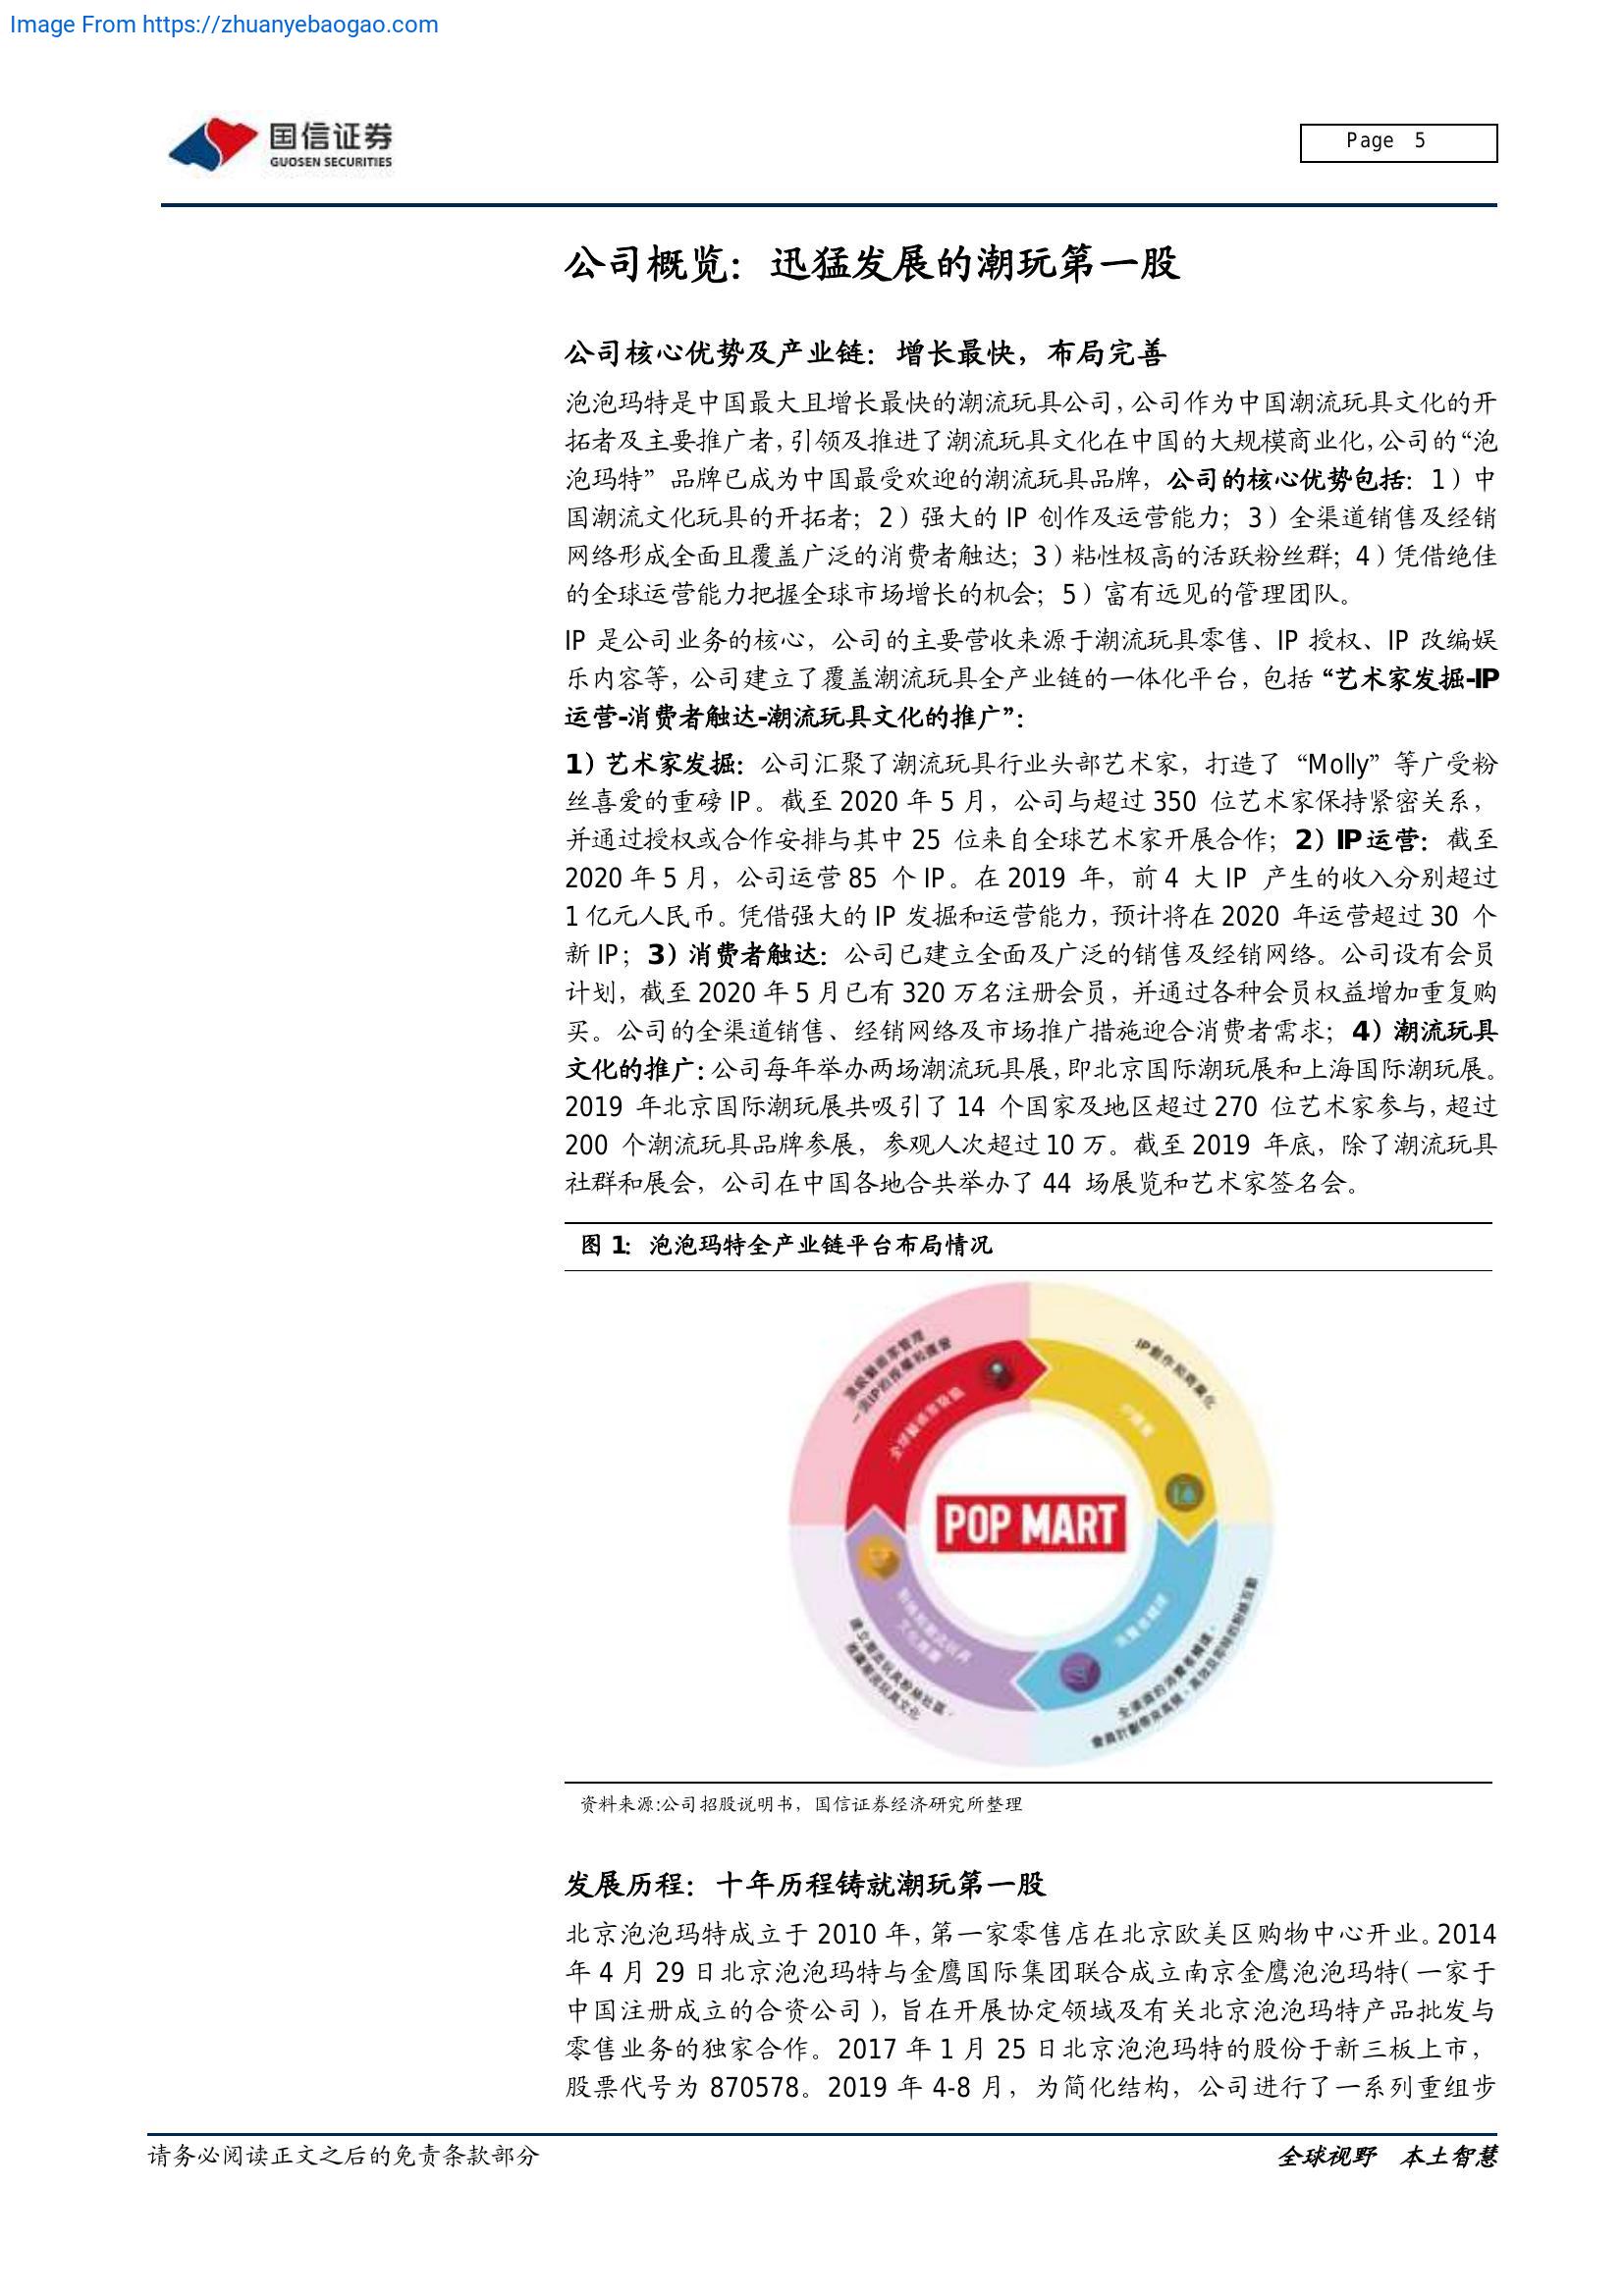 Image From https://zhuanyebaogao.com
国信证券
GUOSEN SECURITIES
Page 5
公司概览：迅猛发展的潮玩第一股
公司核心优势及产业链：增长最快，布局完善
泡泡玛特是中国最大且增长最快的潮流玩具公司，公司作为中国潮流玩具文化的开
拓者及主要推广者，引领及推进了潮流玩具文化在中国的大规模商业化，公司的“泡
泡玛特”品牌已成为中国最受欢迎的潮流玩具品牌，公司的核心优势包括：1）中
国潮流文化玩具的开拓者；2）强大的 IP 创作及运营能力；3）全渠道销售及经销
网络形成全面且覆盖广泛的消费者触达；3）粘性极高的活跃粉丝群；4）凭借绝佳
的全球运营能力把握全球市场增长的机会；5）富有远见的管理团队。
IP 是公司业务的核心，公司的主要营收来源于潮流玩具零售、IP 授权、IP 改编娱
乐内容等，公司建立了覆盖潮流玩具全产业链的一体化平台，包括“艺术家发掘-IP
运营-消费者触达-潮流玩具文化的推广”：
1）艺术家发掘：公司汇聚了潮流玩具行业头部艺术家，打造了“Molly”等广受粉
丝喜爱的重磅 IP。截至 2020 年 5 月，公司与超过 350 位艺术家保持紧密关系，
并通过授权或合作安排与其中 25 位来自全球艺术家开展合作；2）IP 运营：截至
2020 年 5 月，公司运营 85 个 IP。在 2019 年，前 4 大 IP 产生的收入分别超过
1 亿元人民币。凭借强大的 IP 发掘和运营能力，预计将在 2020 年运营超过 30 个
新 IP；3）消费者触达：公司已建立全面及广泛的销售及经销网络。公司设有会员
计划，截至 2020 年 5 月已有 320 万名注册会员，并通过各种会员权益增加重复购
买。公司的全渠道销售、经销网络及市场推广措施迎合消费者需求；4）潮流玩具
文化的推广：公司每年举办两场潮流玩具展，即北京国际潮玩展和上海国际潮玩展。
2019 年北京国际潮玩展共吸引了 14 个国家及地区超过 270 位艺术家参与，超过
200 个潮流玩具品牌参展，参观人次超过 10 万。截至 2019 年底，除了潮流玩具
社群和展会，公司在中国各地合共举办了 44 场展览和艺术家签名会。
图 1：泡泡玛特全产业链平台布局情况
IP創作和商業化
POP MART
资料来源:公司招股说明书，国信证券经济研究所整理
发展历程：十年历程铸就潮玩第一股
北京泡泡玛特成立于 2010 年，第一家零售店在北京欧美区购物中心开业。2014
年 4 月 29 日北京泡泡玛特与金鹰国际集团联合成立南京金鹰泡泡玛特（一家于
中国注册成立的合资公司），旨在开展协定领域及有关北京泡泡玛特产品批发与
零售业务的独家合作。2017 年 1 月 25 日北京泡泡玛特的股份于新三板上市，
股票代号为 870578。2019 年 4-8 月，为简化结构，公司进行了一系列重组步
请务必阅读正文之后的免责条款部分
全球视野 本土智慧